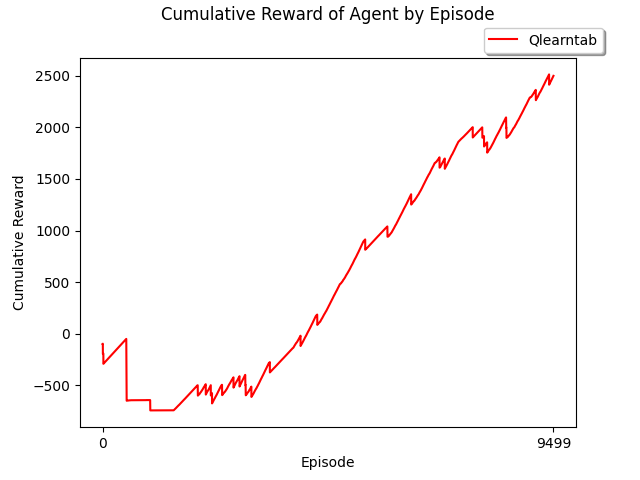 Cumulative Reward of Agent by Episode
Qlearntab
2500
2000
1500
1000
500
0
−500
Cumulative Reward
0
9499
Episode